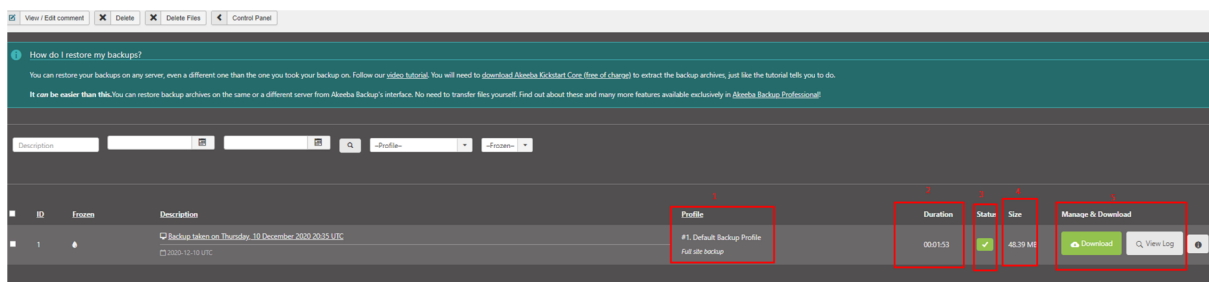 View / Edit comment Delete Delete Files Control Panel
How do I restore my backups?
You can restore your backups on any server, even a different one than the one you took your backup on. Follow our video tutorial. You will need to download Akeeba Kickstart Core (free of charge) to extract the backup archives, just like the tutorial tells you to do.
It can be easier than this.You can restore backup archives on the same or a different server from Akeeba Backup's interface. No need to transfer files yourself. Find out about these and many more features available exclusively in Akeeba Backup Professional!
Description –Profile– –Frozen–
1 2 3 4 5
ID Frozen Description Profile Duration Status Size Manage & Download
1 Backup taken on Thursday, 10 December 2020 20:35 UTC #1. Default Backup Profile 00:01:53 48.39 MB Download View Log
2020-12-10 UTC Full site backup